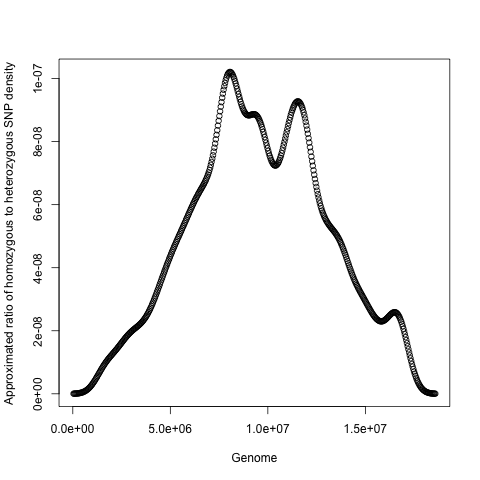 Approximated ratio of homozygous to heterozygous SNP density
1e-07
8e-08
6e-08
4e-08
2e-08
0e+00
0.0e+00 5.0e+06 1.0e+07 1.5e+07
Genome